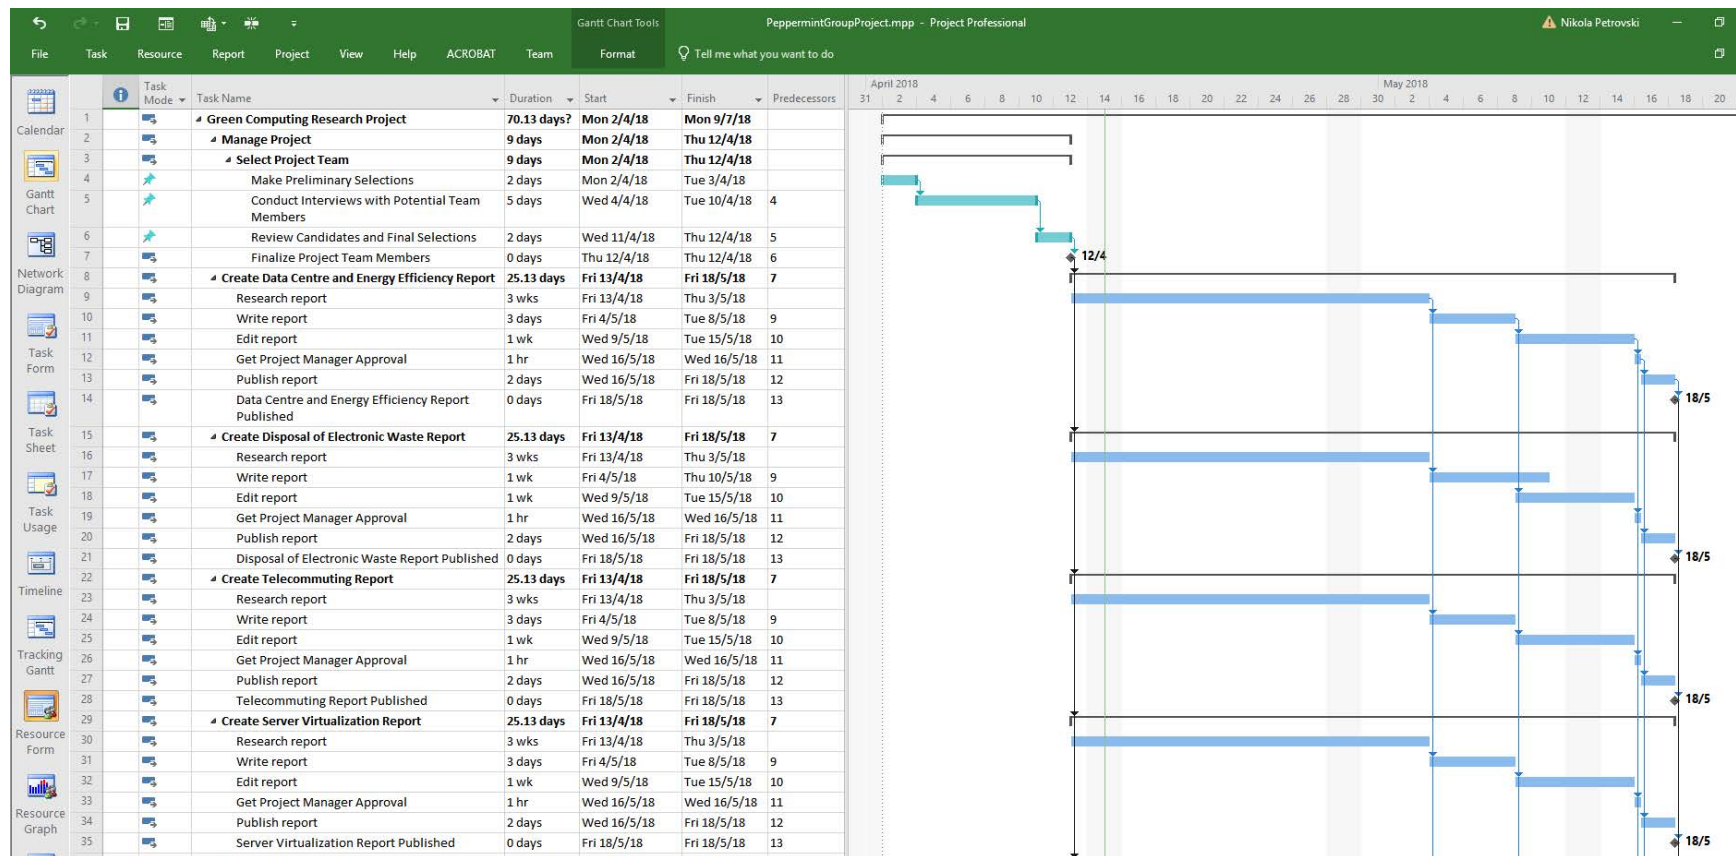 Gantt Chart Tools PeppermintGroupProject.mpp - Project Professional Nikola Petrovski
File Task Resource Report Project View Help ACROBAT Team Format Tell me what you want to do
Calendar
Gantt Chart
Network Diagram
Task Form
Task Sheet
Task Usage
Timeline
Tracking Gantt
Resource Form
Resource Graph
Task Mode Task Name Duration Start Finish Predecessors
April 2018 May 2018
31 2 4 6 8 10 12 14 16 18 20 22 24 26 28 30 2 4 6 8 10 12 14 16 18 20
1 Green Computing Research Project 70.13 days? Mon 2/4/18 Mon 9/7/18
2 Manage Project 9 days Mon 2/4/18 Thu 12/4/18
3 Select Project Team 9 days Mon 2/4/18 Thu 12/4/18
4 Make Preliminary Selections 2 days Mon 2/4/18 Tue 3/4/18
5 Conduct Interviews with Potential Team 5 days Wed 4/4/18 Tue 10/4/18 4
Members
6 Review Candidates and Final Selections 2 days Wed 11/4/18 Thu 12/4/18 5
7 Finalize Project Team Members 0 days Thu 12/4/18 Thu 12/4/18 6 12/4
8 Create Data Centre and Energy Efficiency Report 25.13 days Fri 13/4/18 Fri 18/5/18 7
9 Research report 3 wks Fri 13/4/18 Thu 3/5/18
10 Write report 3 days Fri 4/5/18 Tue 8/5/18 9
11 Edit report 1 wk Wed 9/5/18 Tue 15/5/18 10
12 Get Project Manager Approval 1 hr Wed 16/5/18 Wed 16/5/18 11
13 Publish report 2 days Wed 16/5/18 Fri 18/5/18 12
14 Data Centre and Energy Efficiency Report 0 days Fri 18/5/18 Fri 18/5/18 13 18/5
Published
15 Create Disposal of Electronic Waste Report 25.13 days Fri 13/4/18 Fri 18/5/18 7
16 Research report 3 wks Fri 13/4/18 Thu 3/5/18
17 Write report 1 wk Fri 4/5/18 Thu 10/5/18 9
18 Edit report 1 wk Wed 9/5/18 Tue 15/5/18 10
19 Get Project Manager Approval 1 hr Wed 16/5/18 Wed 16/5/18 11
20 Publish report 2 days Wed 16/5/18 Fri 18/5/18 12
21 Disposal of Electronic Waste Report Published 0 days Fri 18/5/18 Fri 18/5/18 13 18/5
22 Create Telecommuting Report 25.13 days Fri 13/4/18 Fri 18/5/18 7
23 Research report 3 wks Fri 13/4/18 Thu 3/5/18
24 Write report 3 days Fri 4/5/18 Tue 8/5/18 9
25 Edit report 1 wk Wed 9/5/18 Tue 15/5/18 10
26 Get Project Manager Approval 1 hr Wed 16/5/18 Wed 16/5/18 11
27 Publish report 2 days Wed 16/5/18 Fri 18/5/18 12
28 Telecommuting Report Published 0 days Fri 18/5/18 Fri 18/5/18 13 18/5
29 Create Server Virtualization Report 25.13 days Fri 13/4/18 Fri 18/5/18 7
30 Research report 3 wks Fri 13/4/18 Thu 3/5/18
31 Write report 3 days Fri 4/5/18 Tue 8/5/18 9
32 Edit report 1 wk Wed 9/5/18 Tue 15/5/18 10
33 Get Project Manager Approval 1 hr Wed 16/5/18 Wed 16/5/18 11
34 Publish report 2 days Wed 16/5/18 Fri 18/5/18 12
35 Server Virtualization Report Published 0 days Fri 18/5/18 Fri 18/5/18 13 18/5